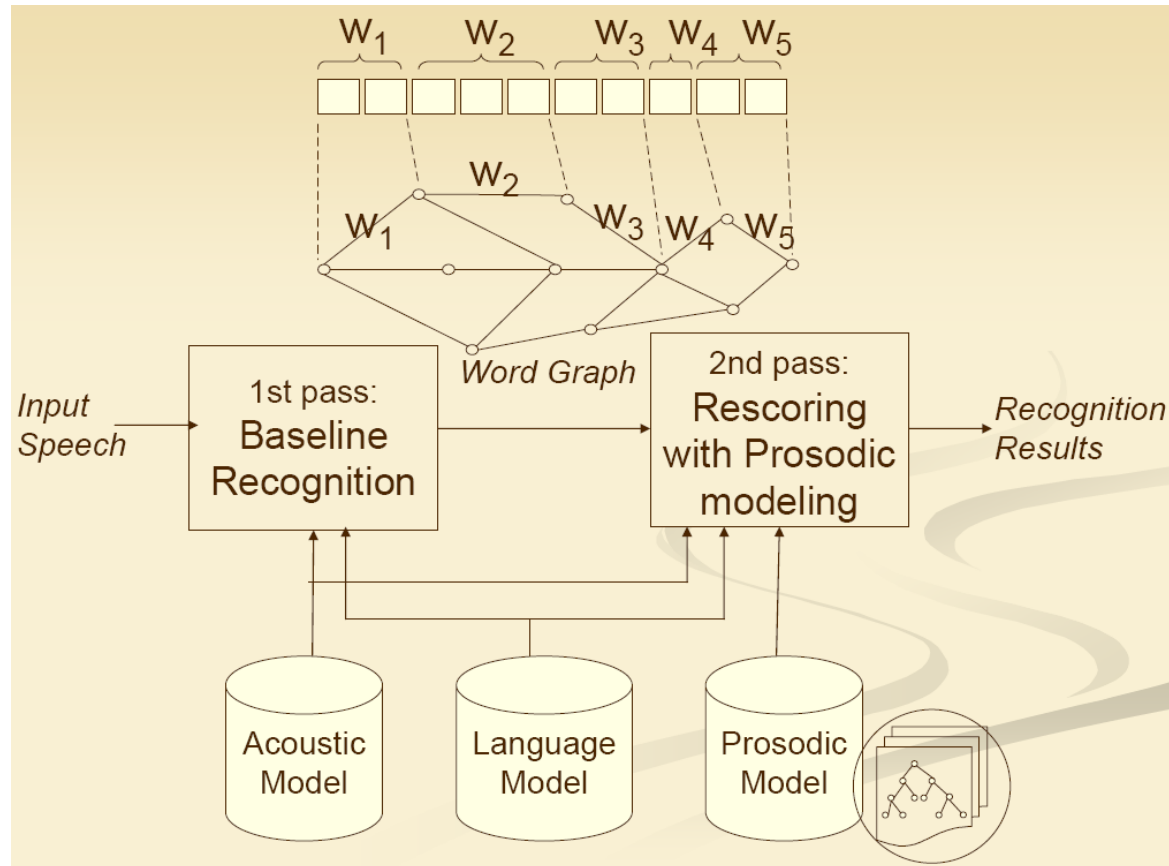 W1 W2 W3 W4 W5
W2
W1 W3 W4 W5
Word Graph
Input
Speech
1st pass:
Baseline
Recognition
2nd pass:
Rescoring
with Prosodic
modeling
Recognition
Results
Acoustic
Model
Language
Model
Prosodic
Model